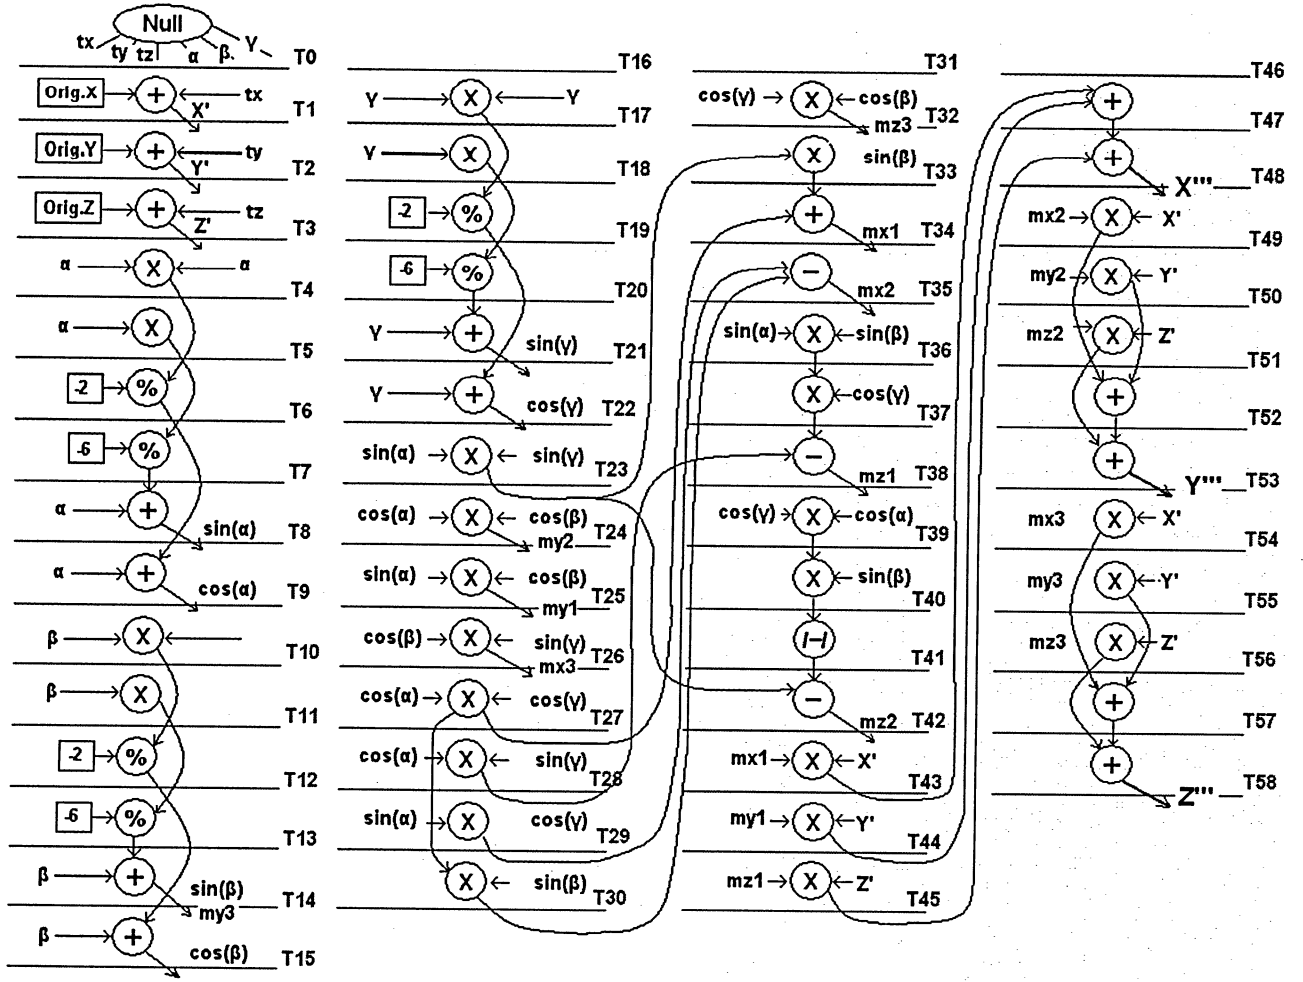 Null
tx ty tz α β. γ T0
Orig.X + tx
X' T1
Orig.Y + ty
Y' T2
Orig.Z + tz
Z' T3
α X α
T4
α X
T5
-2 %
T6
-6 %
T7
α +
sin(α) T8
α +
cos(α) T9
β X
T10
β X
T11
-2 %
T12
-6 %
T13
β + sin(β)
my3 T14
β +
cos(β) T15
T16
γ X γ
T17
γ X
T18
-2 %
T19
-6 %
T20
γ + sin(γ)
T21
γ +
cos(γ) T22
sin(α) X sin(γ)
T23
cos(α) X cos(β)
my2 T24
sin(α) X cos(β)
my1 T25
cos(β) X sin(γ)
mx3 T26
cos(α) X cos(γ)
T27
cos(α) X sin(γ)
T28
sin(α) X cos(γ)
T29
X sin(β)
T30
T31
cos(γ) X cos(β)
mz3 T32
X sin(β)
T33
+
mx1 T34
−
mx2 T35
sin(α) X sin(β)
T36
X cos(γ)
T37
−
mz1 T38
cos(γ) X cos(α)
T39
X sin(β)
T40
I–I
T41
−
mz2 T42
mx1 X X'
T43
my1 X Y'
T44
mz1 X Z'
T45
T46
+
T47
+
X''' T48
mx2 X X'
T49
my2 X Y'
T50
mz2 X Z'
T51
+
T52
+
Y''' T53
mx3 X X'
T54
my3 X Y'
T55
mz3 X Z'
T56
+
T57
+
Z''' T58